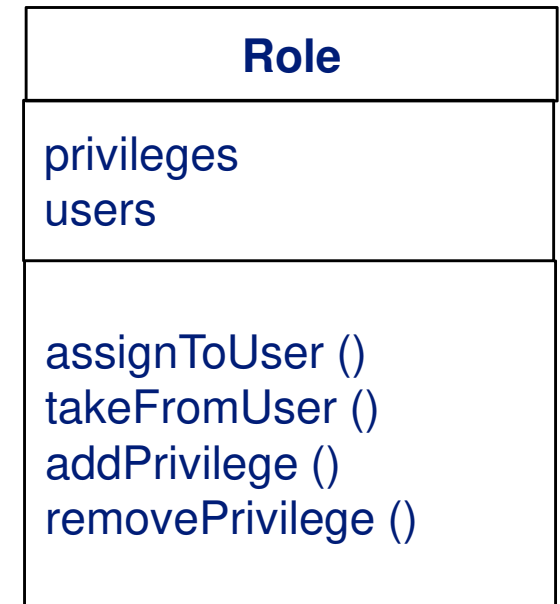 Role
privileges
users
assignToUser ()
takeFromUser ()
addPrivilege ()
removePrivilege ()